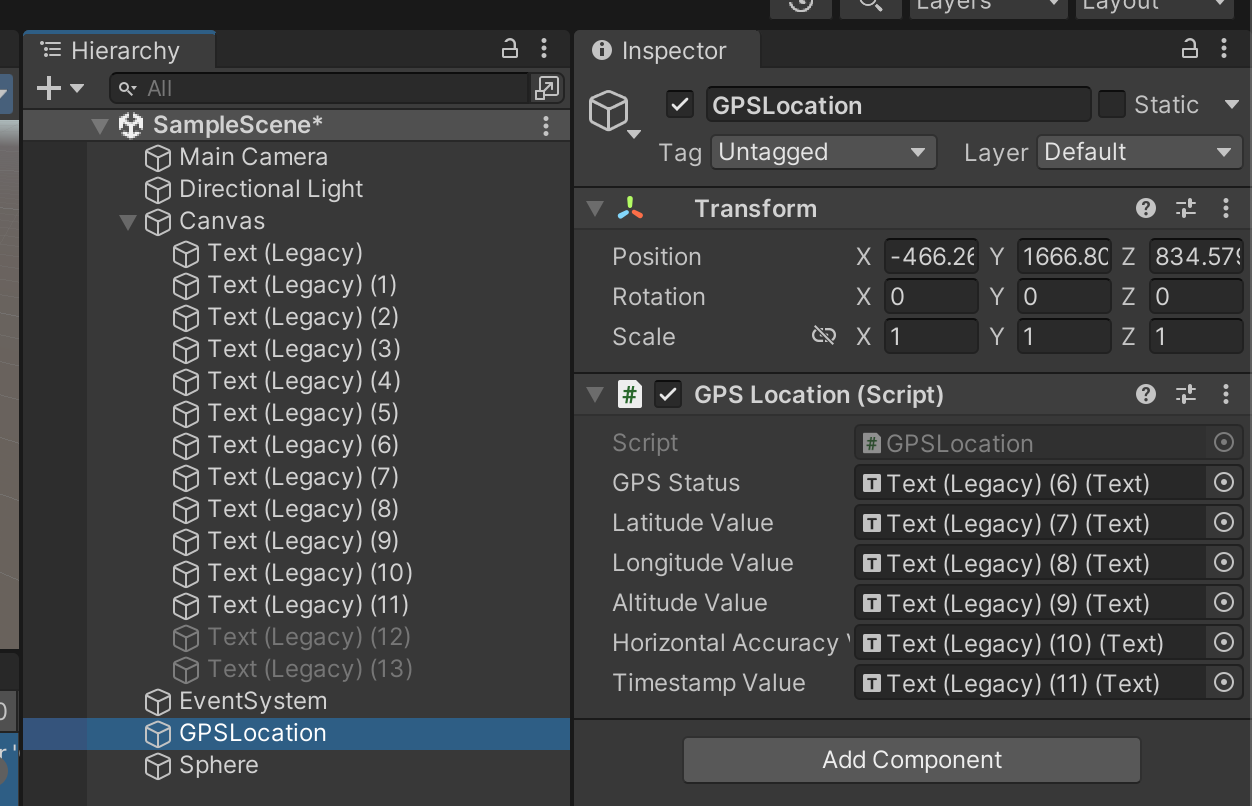 Layers
Layout
Hierarchy
All
SampleScene*
Main Camera
Directional Light
Canvas
Text (Legacy)
Text (Legacy) (1)
Text (Legacy) (2)
Text (Legacy) (3)
Text (Legacy) (4)
Text (Legacy) (5)
Text (Legacy) (6)
Text (Legacy) (7)
Text (Legacy) (8)
Text (Legacy) (9)
Text (Legacy) (10)
Text (Legacy) (11)
Text (Legacy) (12)
Text (Legacy) (13)
EventSystem
GPSLocation
Sphere
Inspector
GPSLocation Static
Tag Untagged Layer Default
Transform
Position X -466.26 Y 1666.80 Z 834.579
Rotation X 0 Y 0 Z 0
Scale X 1 Y 1 Z 1
# GPS Location (Script)
Script # GPSLocation
GPS Status T Text (Legacy) (6) (Text)
Latitude Value T Text (Legacy) (7) (Text)
Longitude Value T Text (Legacy) (8) (Text)
Altitude Value T Text (Legacy) (9) (Text)
Horizontal Accuracy T Text (Legacy) (10) (Text)
Timestamp Value T Text (Legacy) (11) (Text)
Add Component